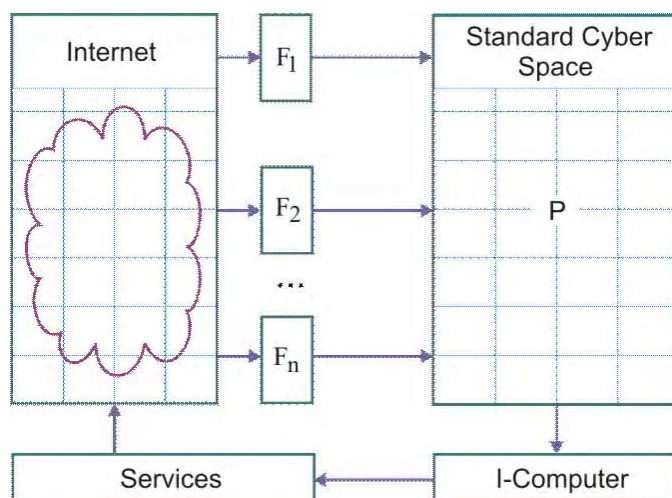 Internet
F1
Standard Cyber
Space
F2
P
...
Fn
Services
I-Computer